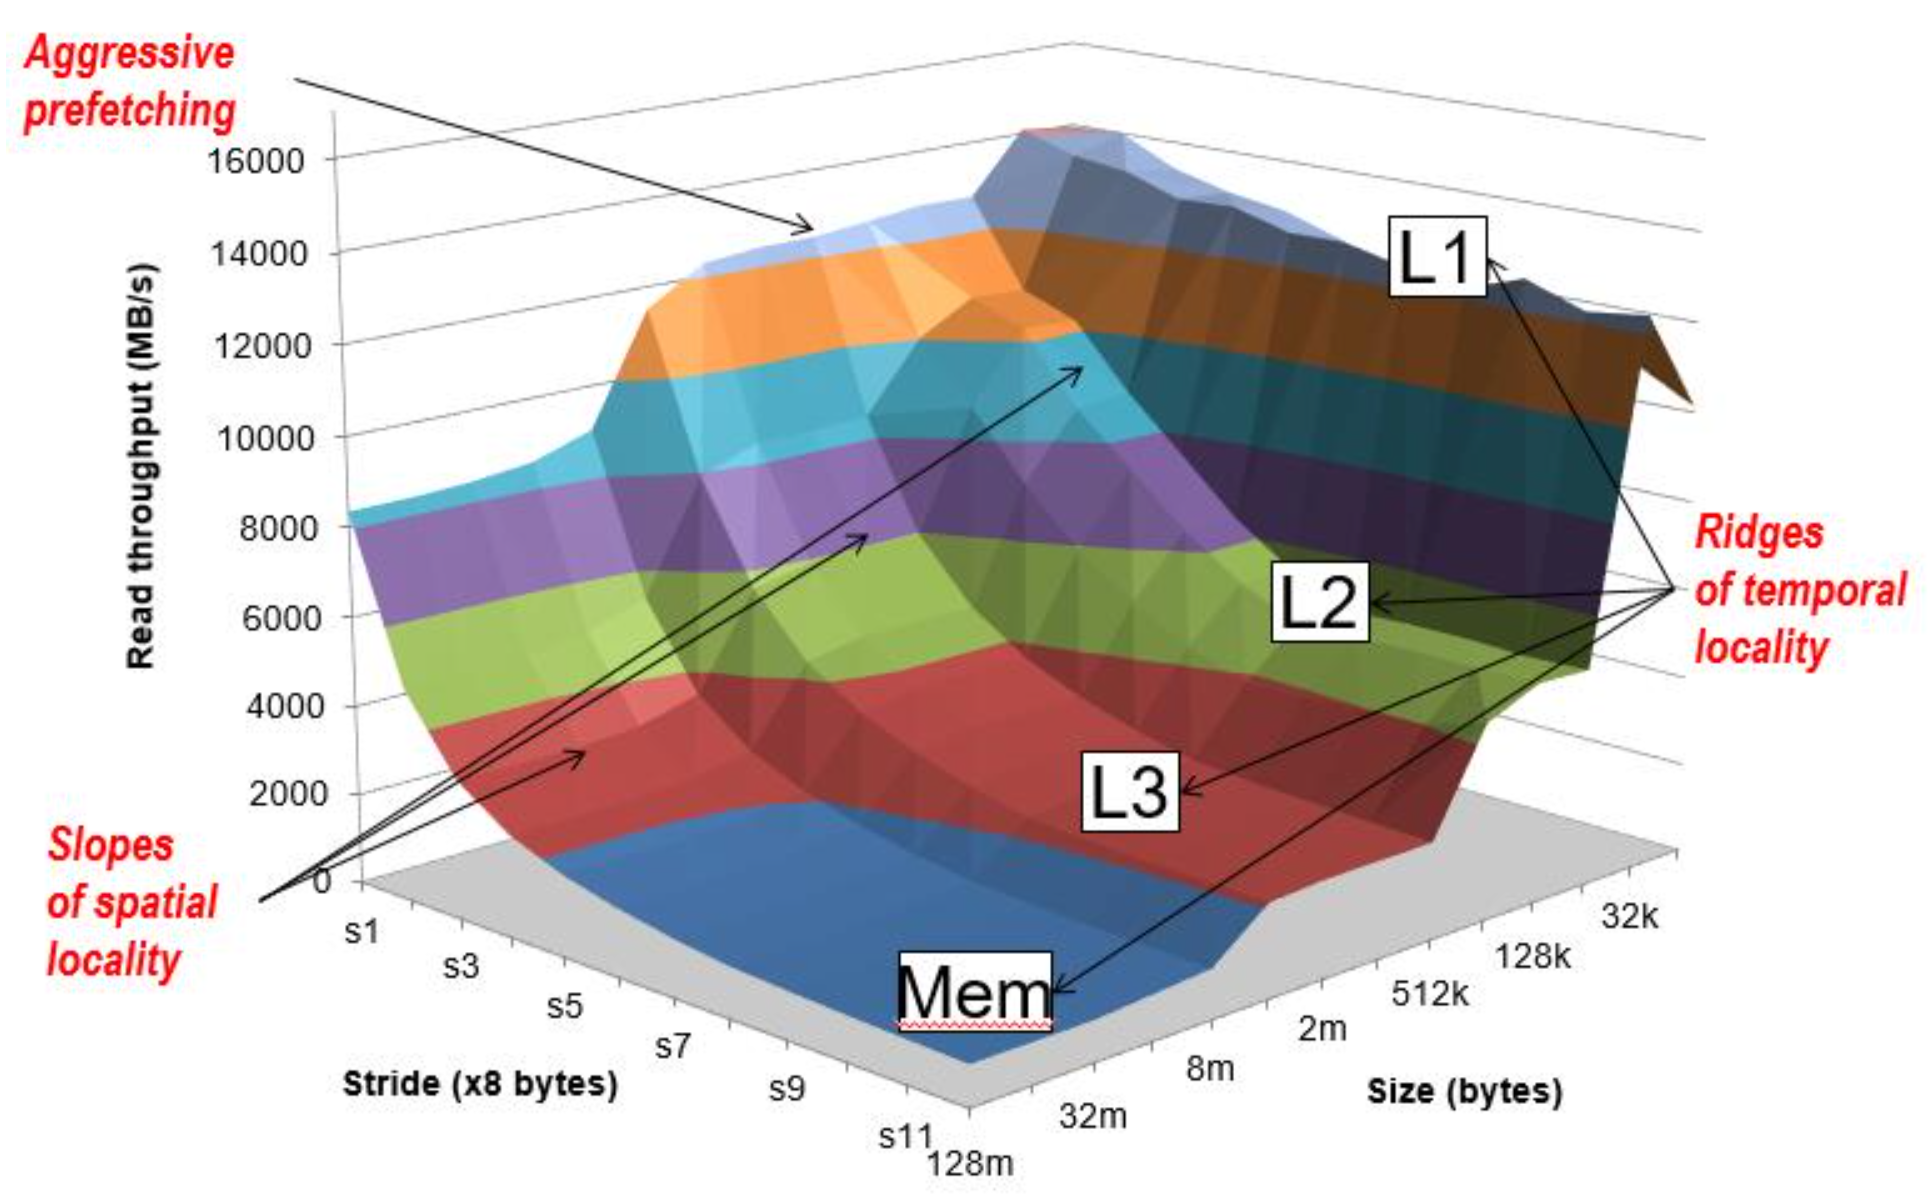 Aggressive
prefetching
16000
14000
12000
10000
8000
6000
4000
2000
0
Read throughput (MB/s)
L1
L2
L3
Mem
Ridges
of temporal
locality
Slopes
of spatial
locality
s1
s3
s5
s7
s9
s11
Stride (x8 bytes)
128m
32m
8m
2m
512k
128k
32k
Size (bytes)